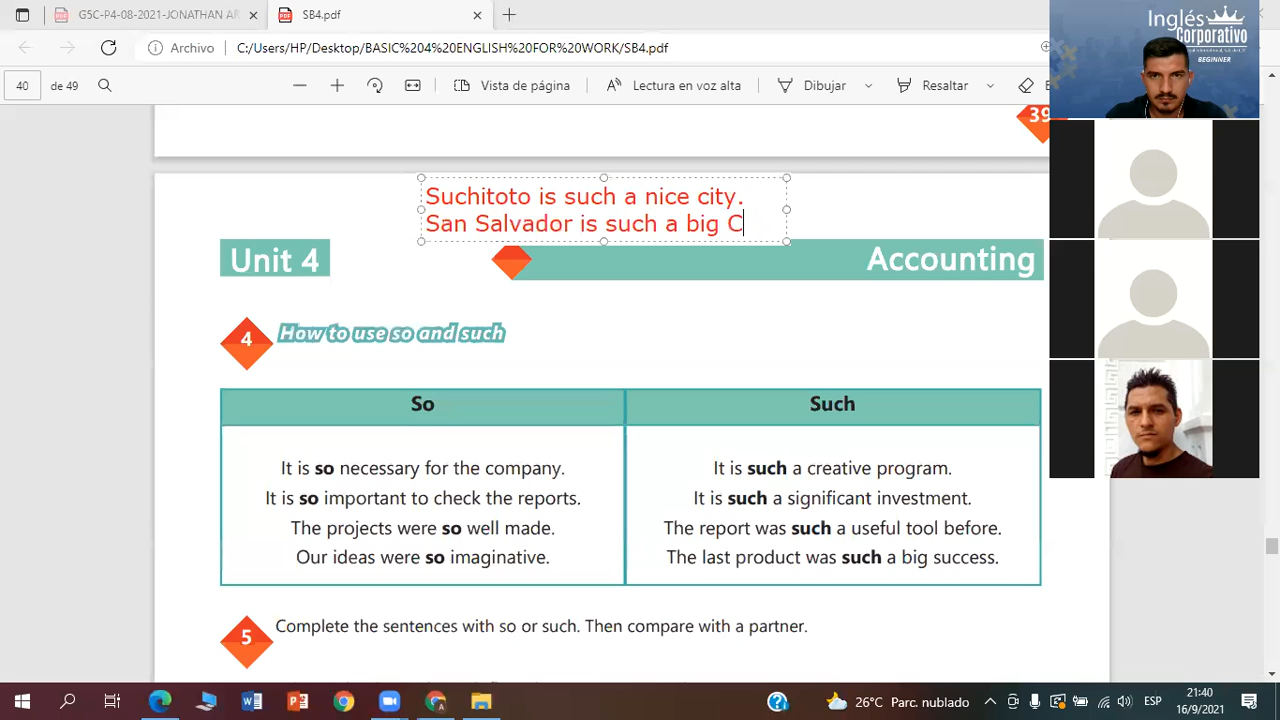 G5C-P4-08-2021-JONATHAN AR
SB4.pdf
Archivo
C:/Users/HP/Desktop/BASIC%204%20ENGLISH%20FOR%20WORK/SB4.pdf
40
de 49
Vista de página
Lectura en voz alta
Dibujar
Resaltar
Inglés
Corporativo
BEGINNER
39
Suchitoto is such a nice city.
San Salvador is such a big C
Unit 4
Accounting
4
How to use so and such
So
Such
It is so necessary for the company.
It is such a creative program.
It is so important to check the reports.
It is such a significant investment.
The projects were so well made.
The report was such a useful tool before.
Our ideas were so imaginative.
The last product was such a big success.
5
Complete the sentences with so or such. Then compare with a partner.
26°C
Parc. nublado
ESP
21:40
16/9/2021